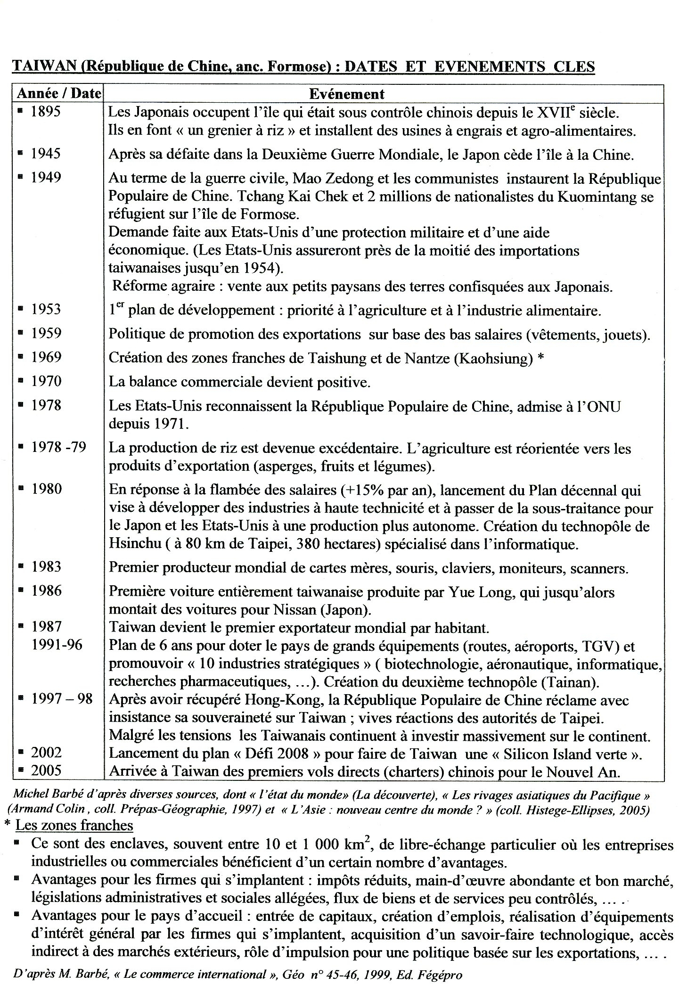 TAIWAN (République de Chine, anc. Formose) : DATES ET EVENEMENTS CLES
Année / Date Evénement
▪ 1895 Les Japonais occupent l'île qui était sous contrôle chinois depuis le XVIIe siècle.
Ils en font « un grenier à riz » et installent des usines à engrais et agro-alimentaires.
▪ 1945 Après sa défaite dans la Deuxième Guerre Mondiale, le Japon cède l'île à la Chine.
▪ 1949 Au terme de la guerre civile, Mao Zedong et les communistes instaurent la République
Populaire de Chine. Tchang Kai Chek et 2 millions de nationalistes du Kuomintang se
réfugient sur l'île de Formose.
Demande faite aux Etats-Unis d'une protection militaire et d'une aide
économique. (Les Etats-Unis assureront près de la moitié des importations
taiwanaises jusqu'en 1954).
Réforme agraire : vente aux petits paysans des terres confisquées aux Japonais.
▪ 1953 1er plan de développement : priorité à l'agriculture et à l'industrie alimentaire.
▪ 1959 Politique de promotion des exportations sur base des bas salaires (vêtements, jouets).
▪ 1969 Création des zones franches de Taishung et de Nantze (Kaohsiung) *
▪ 1970 La balance commerciale devient positive.
▪ 1978 Les Etats-Unis reconnaissent la République Populaire de Chine, admise à l'ONU
depuis 1971.
▪ 1978 -79 La production de riz est devenue excédentaire. L'agriculture est réorientée vers les
produits d'exportation (asperges, fruits et légumes).
▪ 1980 En réponse à la flambée des salaires (+15% par an), lancement du Plan décennal qui
vise à développer des industries à haute technicité et à passer de la sous-traitance pour
le Japon et les Etats-Unis à une production plus autonome. Création du technopôle de
Hsinchu ( à 80 km de Taipei, 380 hectares) spécialisé dans l'informatique.
▪ 1983 Premier producteur mondial de cartes mères, souris, claviers, moniteurs, scanners.
▪ 1986 Première voiture entièrement taiwanaise produite par Yue Long, qui jusqu'alors
montait des voitures pour Nissan (Japon).
▪ 1987 Taiwan devient le premier exportateur mondial par habitant.
1991-96 Plan de 6 ans pour doter le pays de grands équipements (routes, aéroports, TGV) et
promouvoir « 10 industries stratégiques » ( biotechnologie, aéronautique, informatique,
recherches pharmaceutiques, …). Création du deuxième technopôle (Tainan).
▪ 1997 – 98 Après avoir récupéré Hong-Kong, la République Populaire de Chine réclame avec
insistance sa souveraineté sur Taiwan ; vives réactions des autorités de Taipei.
Malgré les tensions les Taiwanais continuent à investir massivement sur le continent.
▪ 2002 Lancement du plan « Défi 2008 » pour faire de Taiwan une « Silicon Island verte ».
▪ 2005 Arrivée à Taiwan des premiers vols directs (charters) chinois pour le Nouvel An.
Michel Barbé d'après diverses sources, dont « l'état du monde» (La découverte), « Les rivages asiatiques du Pacifique »
(Armand Colin , coll. Prépas-Géographie, 1997) et « L'Asie : nouveau centre du monde ? » (coll. Histege-Ellipses, 2005)
* Les zones franches
▪ Ce sont des enclaves, souvent entre 10 et 1 000 km2, de libre-échange particulier où les entreprises
industrielles ou commerciales bénéficient d'un certain nombre d'avantages.
▪ Avantages pour les firmes qui s'implantent : impôts réduits, main-d'œuvre abondante et bon marché,
législations administratives et sociales allégées, flux de biens et de services peu contrôlés, … .
▪ Avantages pour le pays d'accueil : entrée de capitaux, création d'emplois, réalisation d'équipements
d'intérêt général par les firmes qui s'implantent, acquisition d'un savoir-faire technologique, accès
indirect à des marchés extérieurs, rôle d'impulsion pour une politique basée sur les exportations, … .
D'après M. Barbé, « Le commerce international », Géo n° 45-46, 1999, Ed. Fégépro